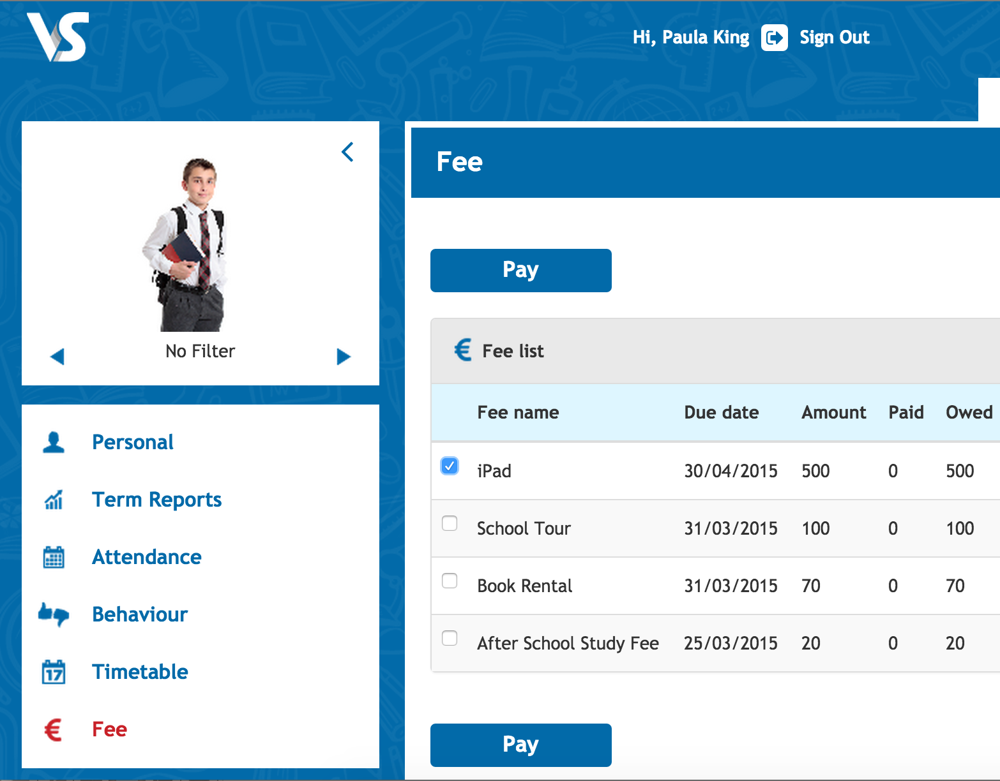 VS
Hi, Paula King Sign Out
No Filter
Personal
Term Reports
Attendance
Behaviour
17 Timetable
€ Fee
Fee
Pay
€ Fee list
Fee name Due date Amount Paid Owed
iPad 30/04/2015 500 0 500
School Tour 31/03/2015 100 0 100
Book Rental 31/03/2015 70 0 70
After School Study Fee 25/03/2015 20 0 20
Pay